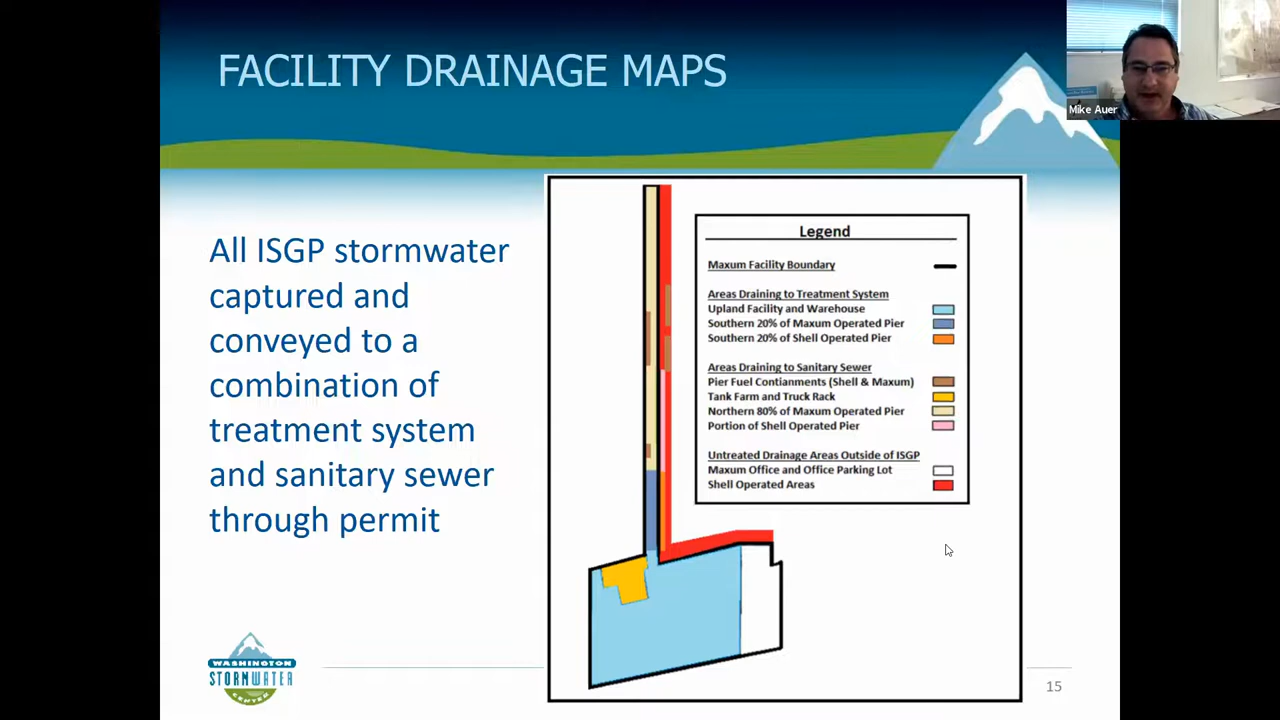 FACILITY DRAINAGE MAPS
Mike Auer
All ISGP stormwater
captured and
conveyed to a
combination of
treatment system
and sanitary sewer
through permit
Legend
Maxum Facility Boundary
Areas Draining to Treatment System
Upland Facility and Warehouse
Southern 20% of Maxum Operated Pier
Southern 20% of Shell Operated Pier
Areas Draining to Sanitary Sewer
Pier Fuel Contianments (Shell & Maxum)
Tank Farm and Truck Rack
Northern 80% of Maxum Operated Pier
Portion of Shell Operated Pier
Untreated Drainage Areas Outside of ISGP
Maxum Office and Office Parking Lot
Shell Operated Areas
WASHINGTON
STORMWATER
CENTER
15